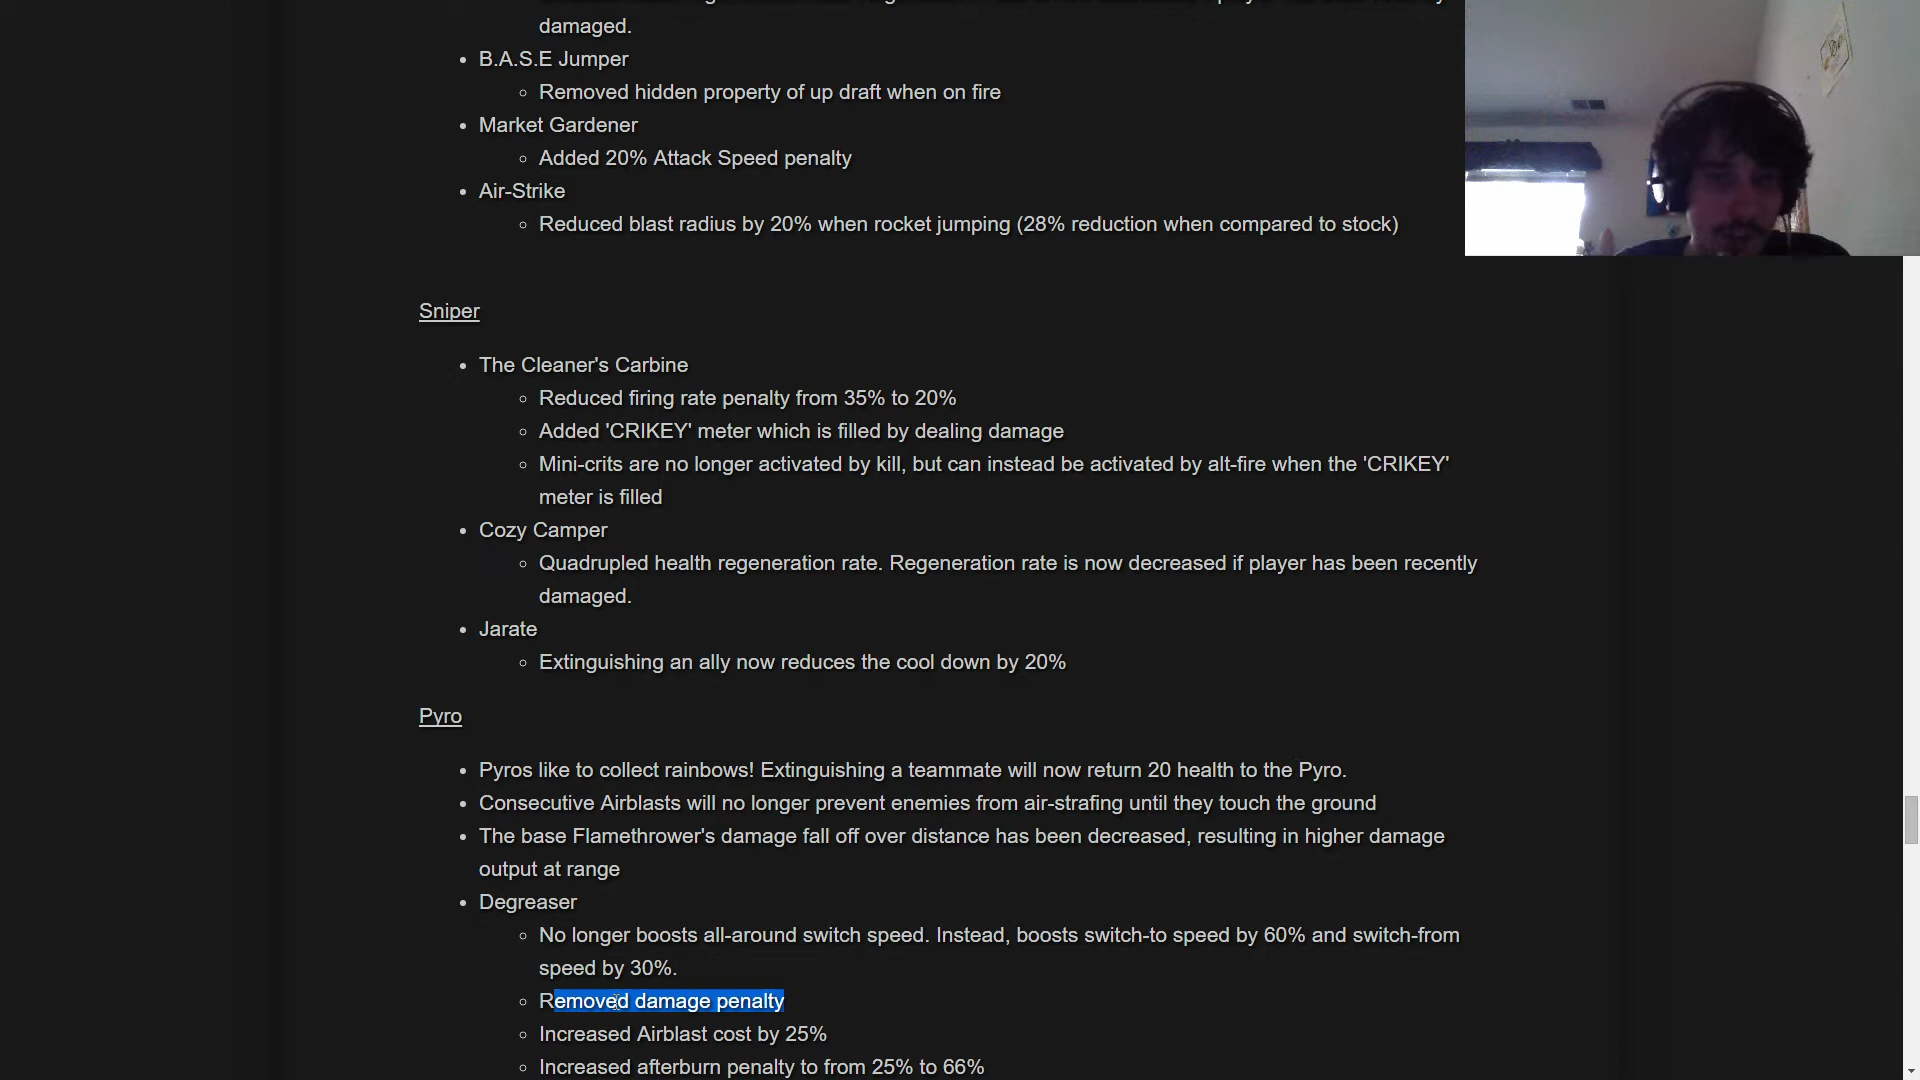 damaged.
B.A.S.E Jumper
Removed hidden property of up draft when on fire
Market Gardener
Added 20% Attack Speed penalty
Air-Strike
Reduced blast radius by 20% when rocket jumping (28% reduction when compared to stock)
Sniper
The Cleaner's Carbine
Reduced firing rate penalty from 35% to 20%
Added 'CRIKEY' meter which is filled by dealing damage
Mini-crits are no longer activated by kill, but can instead be activated by alt-fire when the 'CRIKEY'
meter is filled
Cozy Camper
Quadrupled health regeneration rate. Regeneration rate is now decreased if player has been recently
damaged.
Jarate
Extinguishing an ally now reduces the cool down by 20%
Pyro
Pyros like to collect rainbows! Extinguishing a teammate will now return 20 health to the Pyro.
Consecutive Airblasts will no longer prevent enemies from air-strafing until they touch the ground
The base Flamethrower's damage fall off over distance has been decreased, resulting in higher damage
output at range
Degreaser
No longer boosts all-around switch speed. Instead, boosts switch-to speed by 60% and switch-from
speed by 30%.
Removed damage penalty
Increased Airblast cost by 25%
Increased afterburn penalty to from 25% to 66%